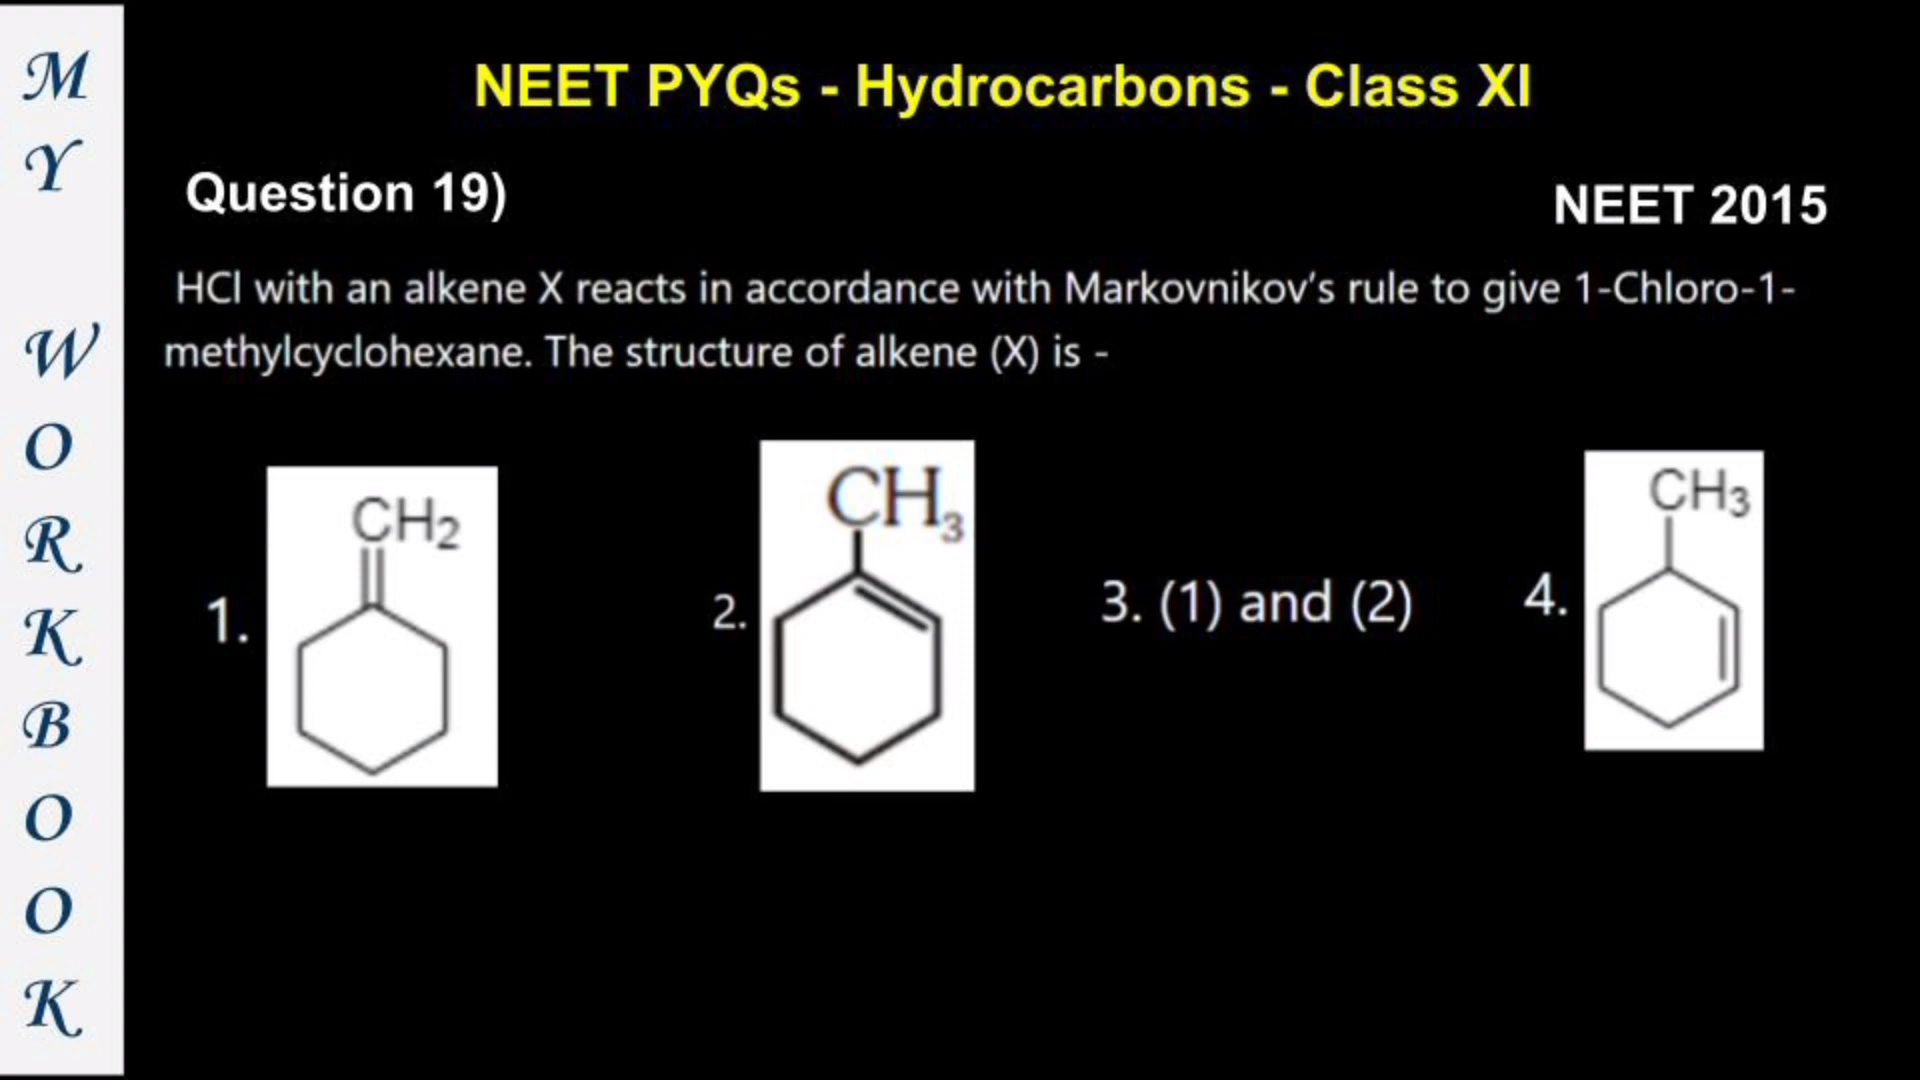 MY WORKBOOK
NEET PYQs - Hydrocarbons - Class XI
Question 19)
NEET 2015
HCl with an alkene X reacts in accordance with Markovnikov’s rule to give 1-Chloro-1-
methylcyclohexane. The structure of alkene (X) is -
1.
CH2
2.
CH3
3. (1) and (2)
4.
CH3